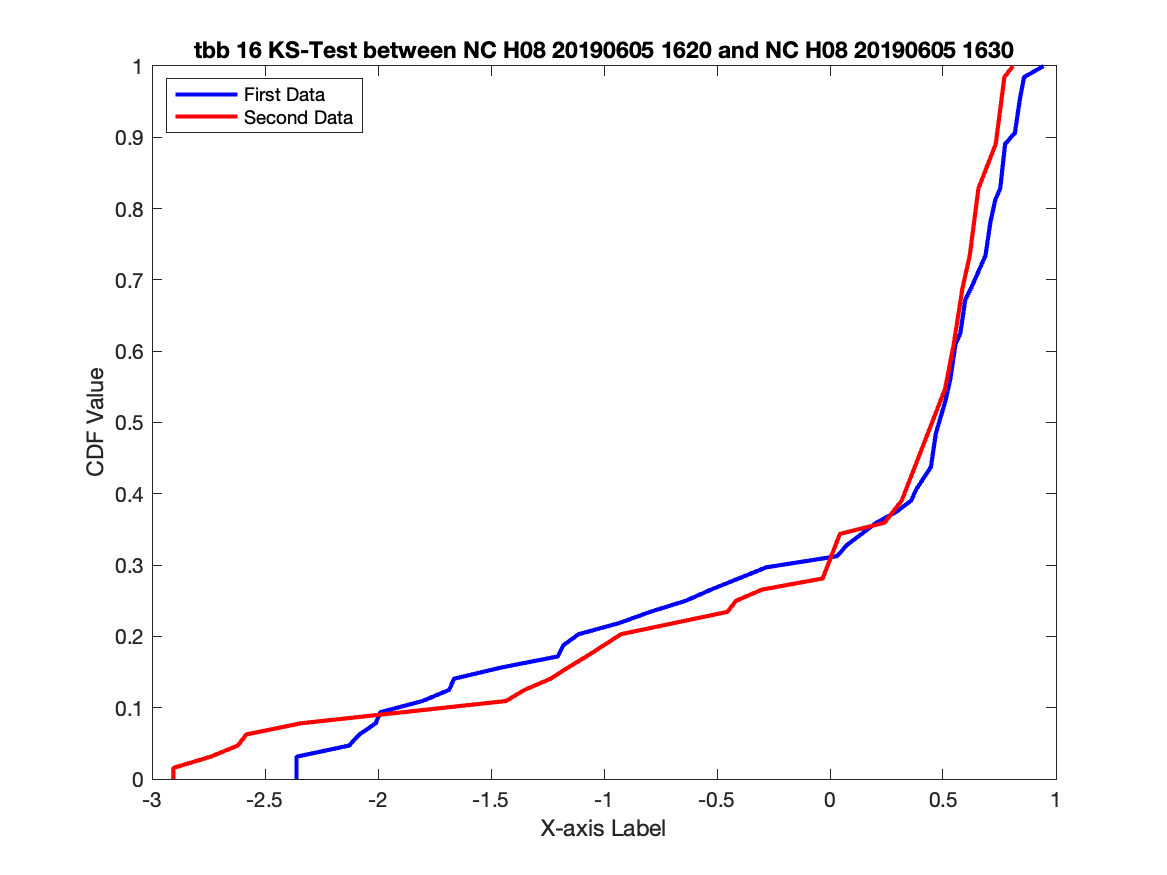 tbb 16 KS-Test between NC H08 20190605 1620 and NC H08 20190605 1630
First Data
Second Data
CDF Value
1
0.9
0.8
0.7
0.6
0.5
0.4
0.3
0.2
0.1
0
-3 -2.5 -2 -1.5 -1 -0.5 0 0.5 1
X-axis Label